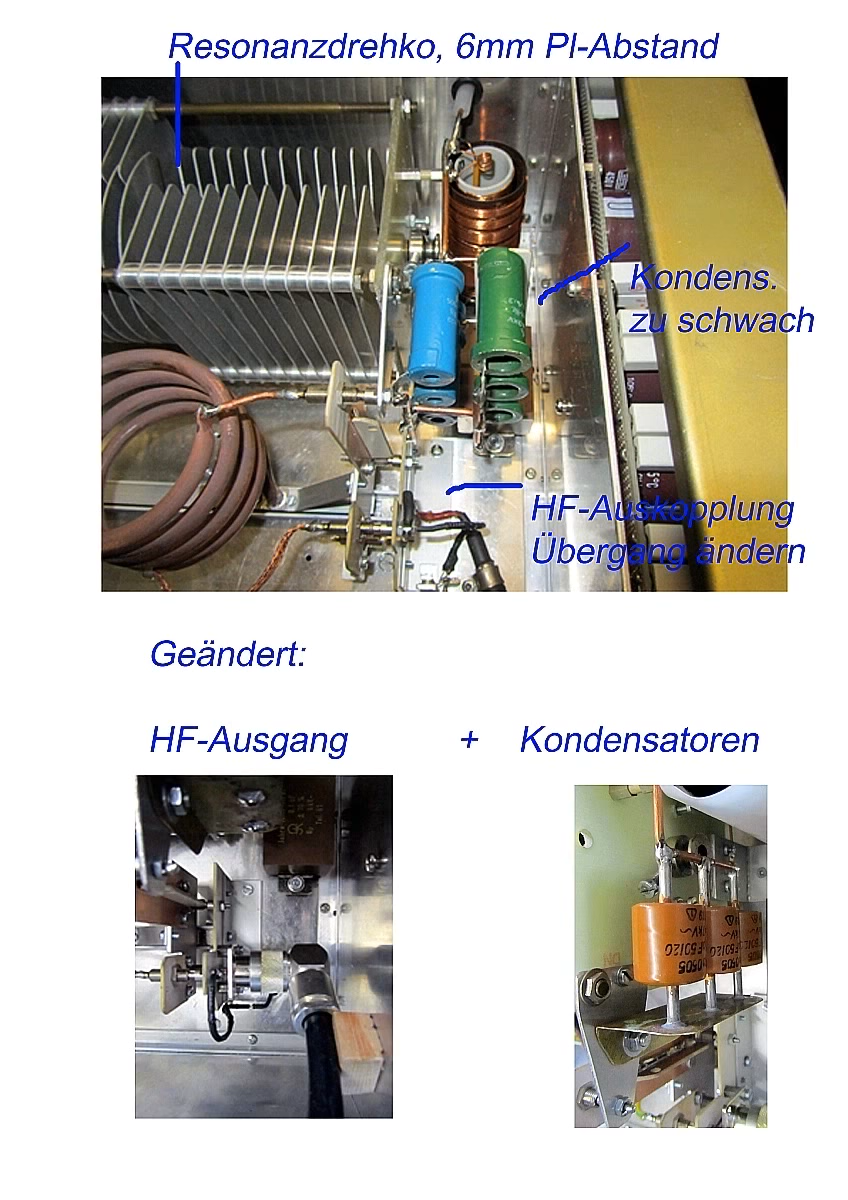 Resonanzdrehko, 6mm Pl-Abstand
Kondens.
zu schwach
HF-Auskopplung
Übergang ändern
Geändert:
HF-Ausgang + Kondensatoren